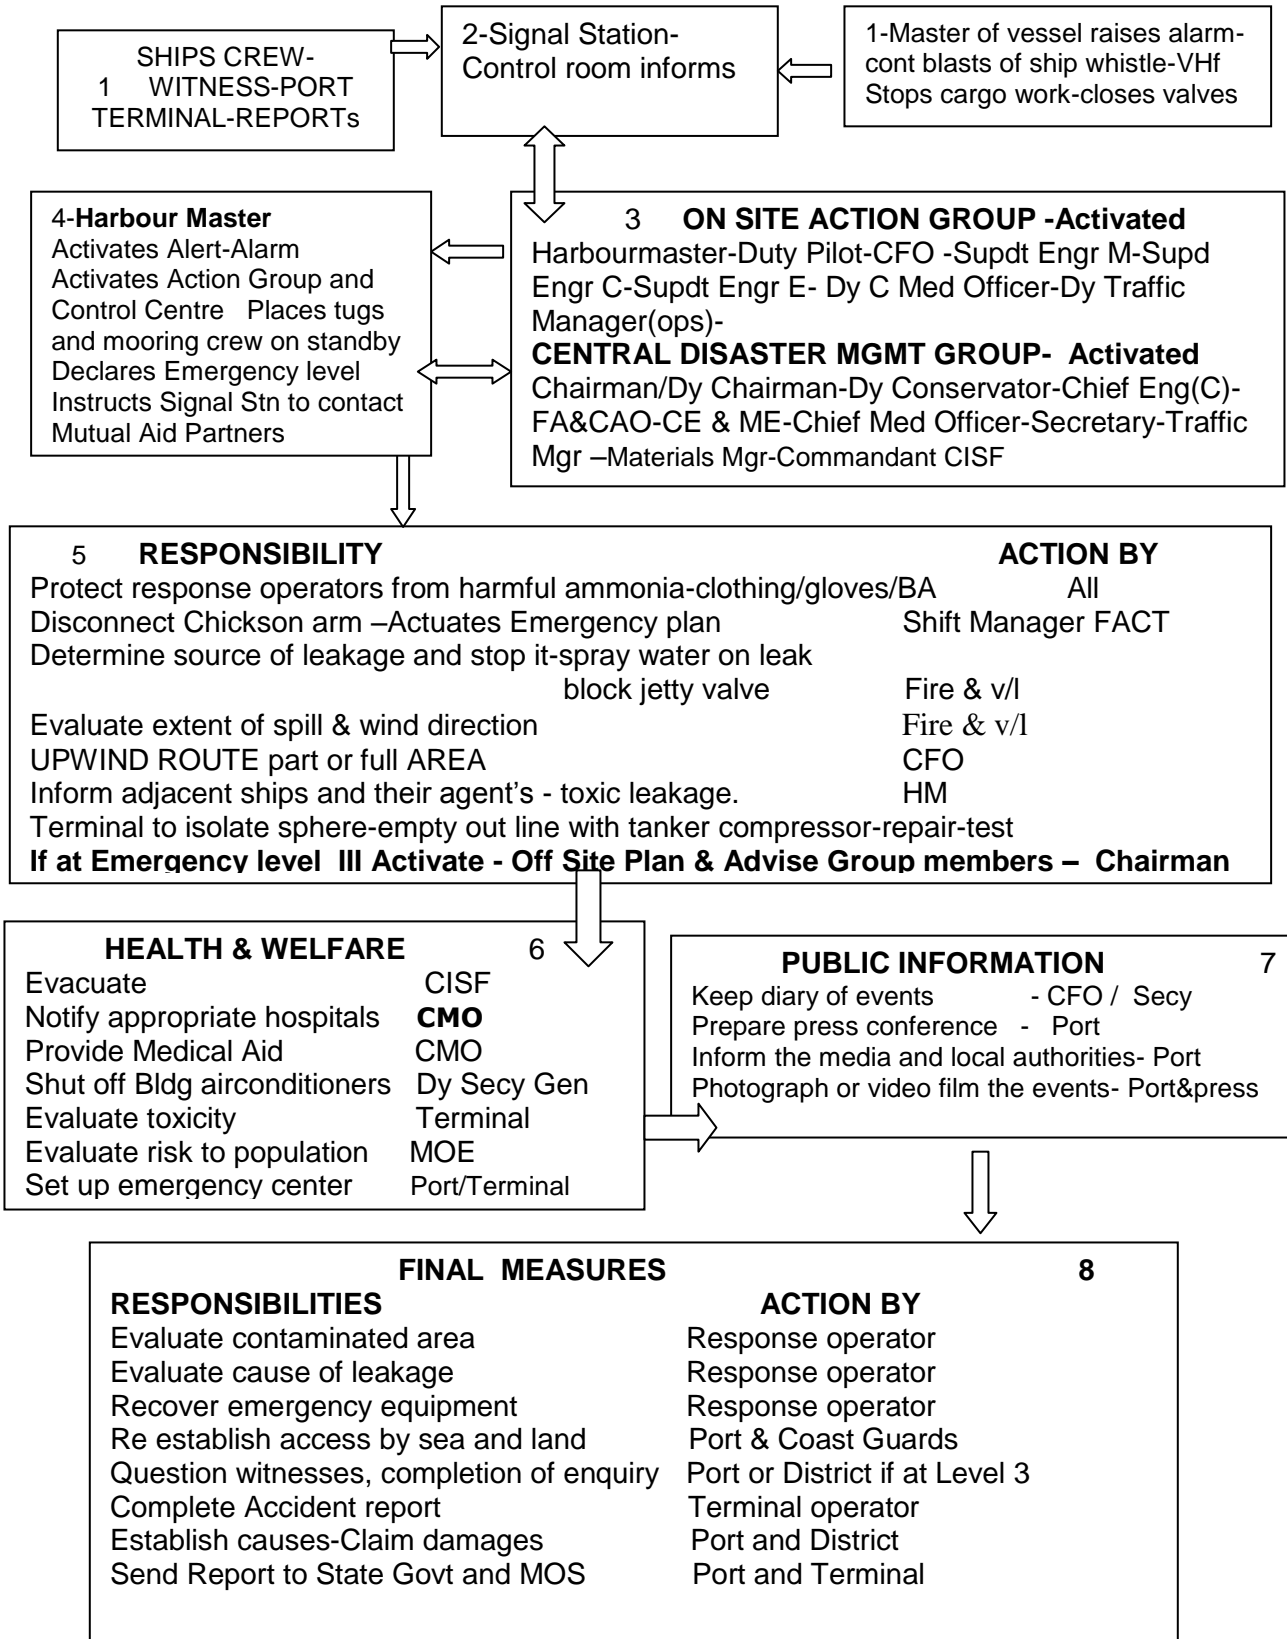 SHIPS CREW-
1 WITNESS-PORT
TERMINAL-REPORTs
2-Signal Station-
Control room informs
1-Master of vessel raises alarm-
cont blasts of ship whistle-VHf
Stops cargo work-closes valves
4-Harbour Master
Activates Alert-Alarm
Activates Action Group and
Control Centre Places tugs
and mooring crew on standby
Declares Emergency level
Instructs Signal Stn to contact
Mutual Aid Partners
3 ON SITE ACTION GROUP -Activated
Harbourmaster-Duty Pilot-CFO -Supdt Engr M-Supd
Engr C-Supdt Engr E- Dy C Med Officer-Dy Traffic
Manager(ops)-
CENTRAL DISASTER MGMT GROUP- Activated
Chairman/Dy Chairman-Dy Conservator-Chief Eng(C)-
FA&CAO-CE & ME-Chief Med Officer-Secretary-Traffic
Mgr –Materials Mgr-Commandant CISF
5 RESPONSIBILITY ACTION BY
Protect response operators from harmful ammonia-clothing/gloves/BA All
Disconnect Chickson arm –Actuates Emergency plan Shift Manager FACT
Determine source of leakage and stop it-spray water on leak
block jetty valve Fire & v/l
Evaluate extent of spill & wind direction Fire & v/l
UPWIND ROUTE part or full AREA CFO
Inform adjacent ships and their agent's - toxic leakage. HM
Terminal to isolate sphere-empty out line with tanker compressor-repair-test
If at Emergency level III Activate - Off Site Plan & Advise Group members – Chairman
HEALTH & WELFARE 6
Evacuate CISF
Notify appropriate hospitals CMO
Provide Medical Aid CMO
Shut off Bldg airconditioners Dy Secy Gen
Evaluate toxicity Terminal
Evaluate risk to population MOE
Set up emergency center Port/Terminal
PUBLIC INFORMATION 7
Keep diary of events - CFO / Secy
Prepare press conference - Port
Inform the media and local authorities- Port
Photograph or video film the events- Port&press
FINAL MEASURES 8
RESPONSIBILITIES ACTION BY
Evaluate contaminated area Response operator
Evaluate cause of leakage Response operator
Recover emergency equipment Response operator
Re establish access by sea and land Port & Coast Guards
Question witnesses, completion of enquiry Port or District if at Level 3
Complete Accident report Terminal operator
Establish causes-Claim damages Port and District
Send Report to State Govt and MOS Port and Terminal